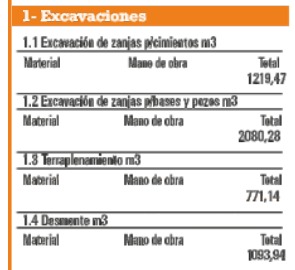 1- Excavaciones
1.1 Excavación de zanjas p/cimientos m3
Material Mano de obra Total
1219,47
1.2 Excavación de zanjas p/bases y pozos m3
Material Mano de obra Total
2080,28
1.3 Terraplenamiento m3
Material Mano de obra Total
771,14
1.4 Desmonte m3
Material Mano de obra Total
1093,94